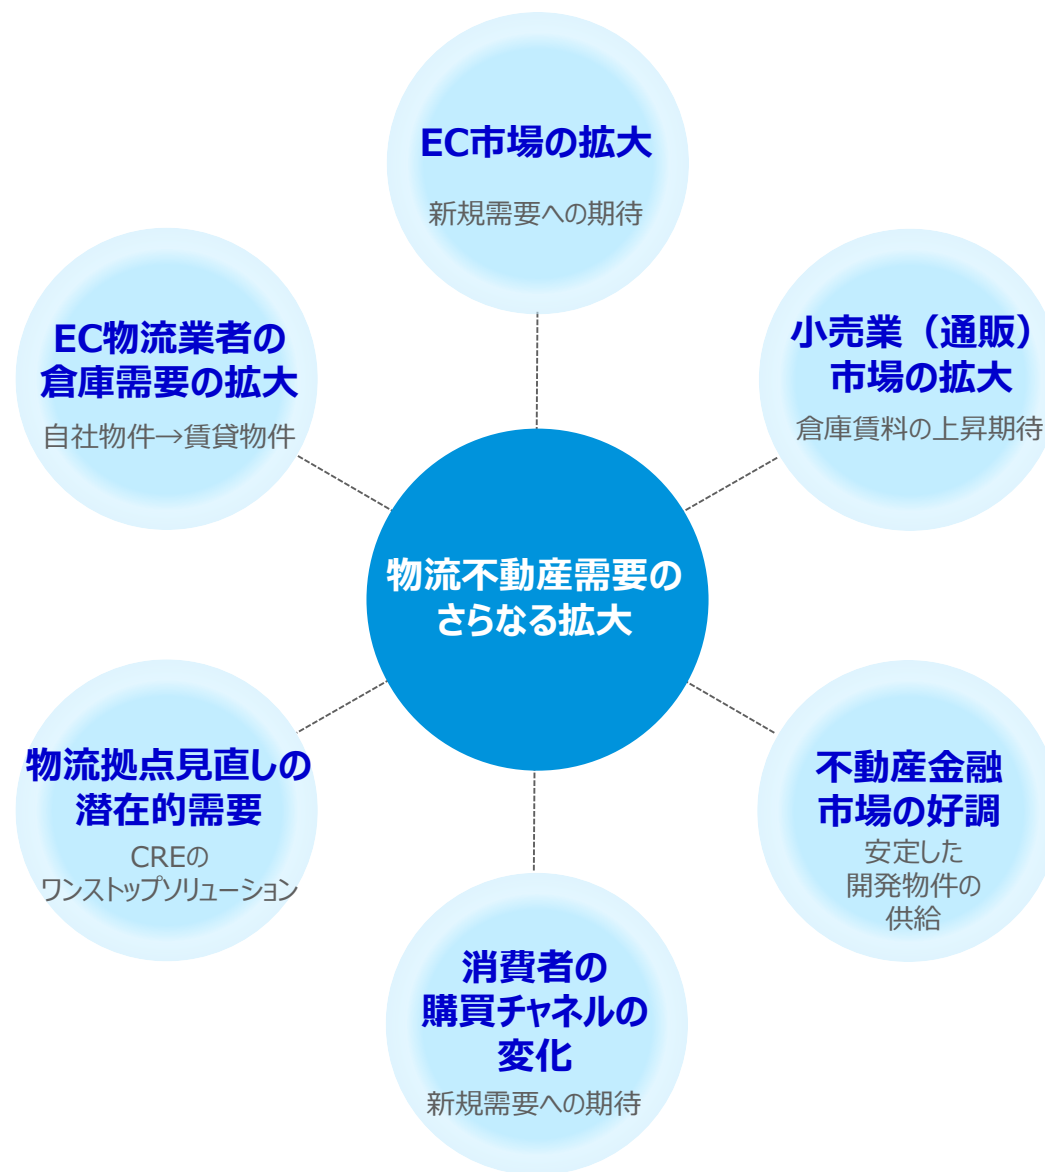 EC市場の拡大
新規需要への期待
EC物流業者の
倉庫需要の拡大
自社物件→賃貸物件
小売業（通販）
市場の拡大
倉庫賃料の上昇期待
物流不動産需要の
さらなる拡大
物流拠点見直しの
潜在的需要
CREの
ワンストップソリューション
不動産金融
市場の好調
安定した
開発物件の
供給
消費者の
購買チャネルの
変化
新規需要への期待